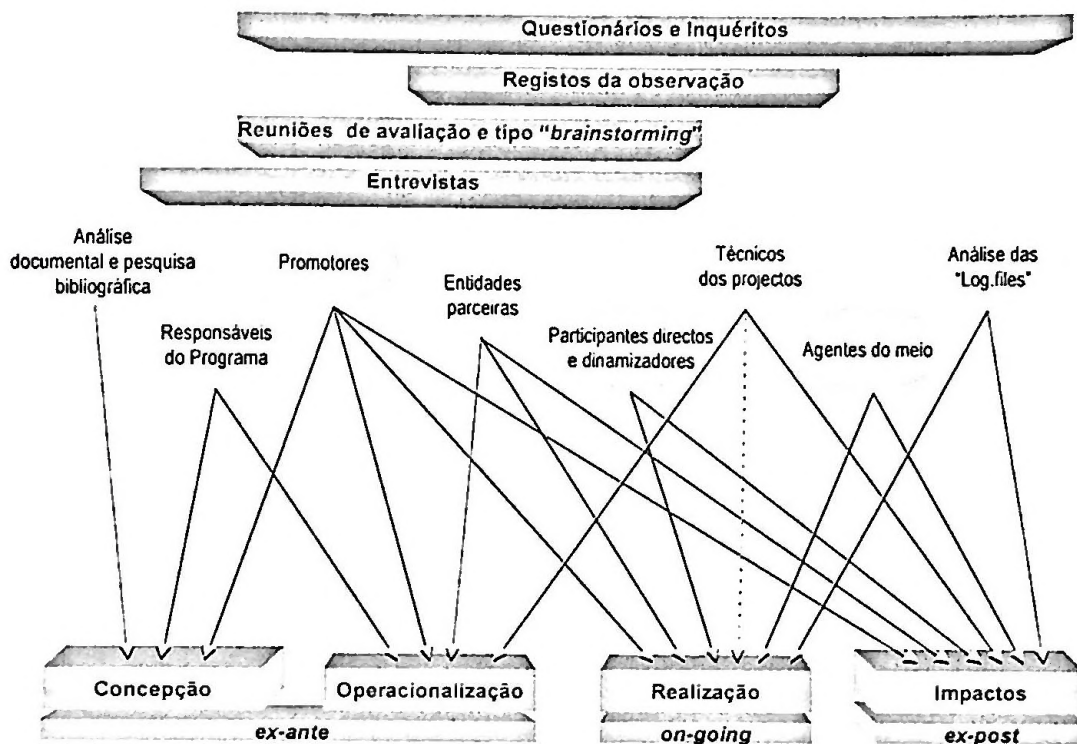 Questionários e Inquéritos
Registos da observação
Reuniões de avaliação e tipo "brainstorming"
Entrevistas
Análise
documental e pesquisa
bibliográfica
Promotores
Técnicos
dos projectos
Análise das
"Log.files"
Entidades
parceiras
Responsáveis
do Programa
Participantes directos
e dinamizadores
Agentes do meio
Concepção
Operacionalização
Realização
Impactos
ex-ante
on-going
ex-post